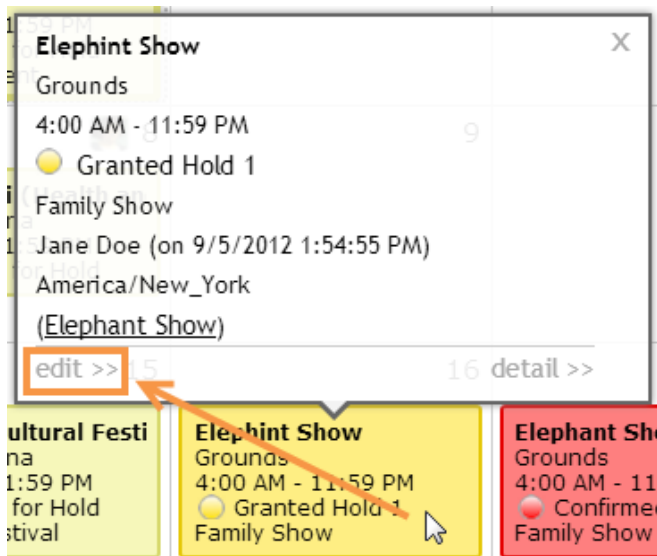 Elephint Show
X
Grounds
4:00 AM - 11:59 PM
8
9
Granted Hold 1
Family Show
Jane Doe (on 9/5/2012 1:54:55 PM)
America/New_York
(Elephant Show)
edit >>
15
16
detail >>
ultural Festi
na
1:59 PM
for Hold
stival
Elephint Show
Grounds
4:00 AM - 11:59 PM
Granted Hold 1
Family Show
Elephant Sh
Grounds
4:00 AM - 11
Confirme
Family Show